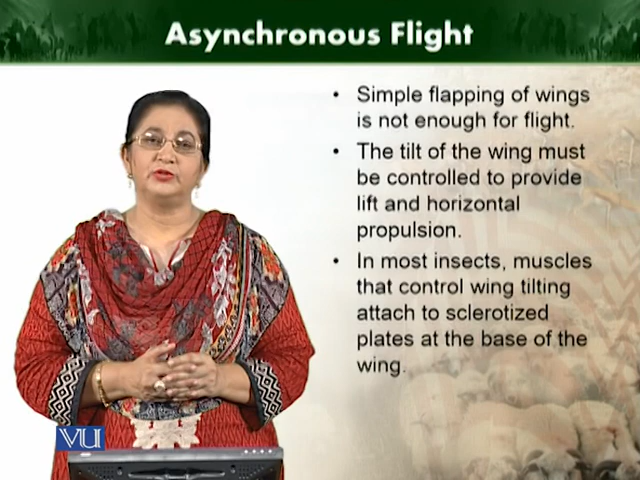 Asynchronous Flight
• Simple flapping of wings
is not enough for flight.
• The tilt of the wing must
be controlled to provide
lift and horizontal
propulsion.
• In most insects, muscles
that control wing tilting
attach to sclerotized
plates at the base of the
wing.
VU